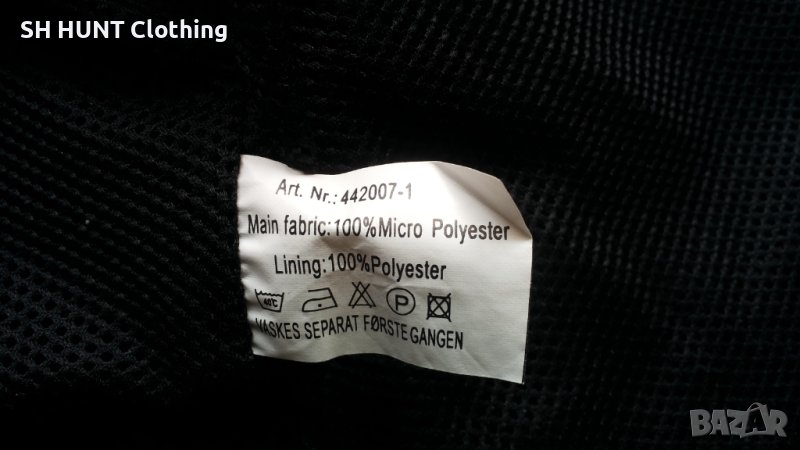 SH HUNT Clothing
Art. Nr.:442007-1
Main fabric:100%Micro Polyester
Lining:100%Polyester
40°C P
VASKES SEPARAT FØRSTE GANGEN
BAZAR